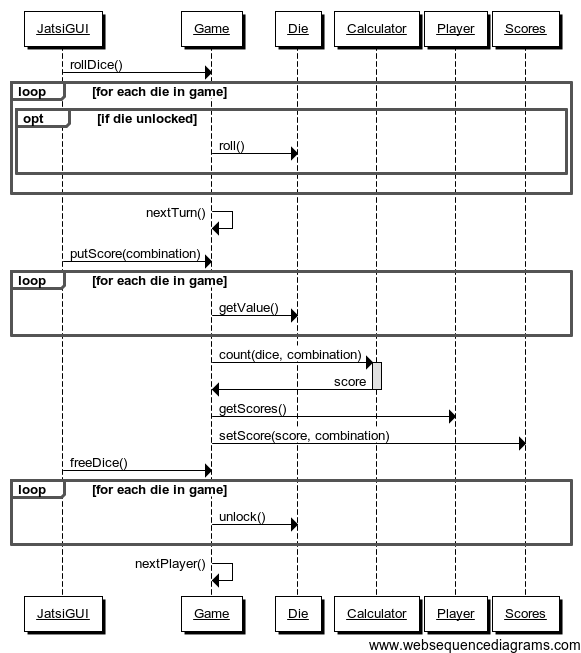 JatsiGUI Game Die Calculator Player Scores
rollDice()
loop [for each die in game]
opt [if die unlocked]
roll()
nextTurn()
putScore(combination)
loop [for each die in game]
getValue()
count(dice, combination)
score
getScores()
setScore(score, combination)
freeDice()
loop [for each die in game]
unlock()
nextPlayer()
JatsiGUI Game Die Calculator Player Scores
www.websequencediagrams.com